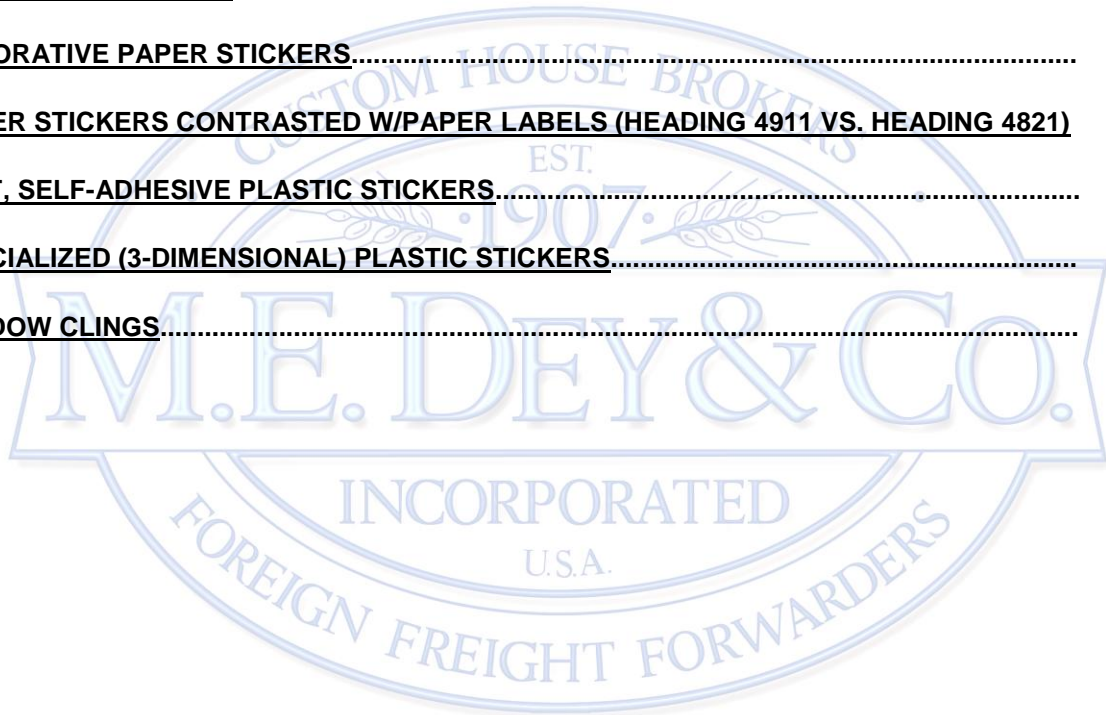 ORATIVE PAPER STICKERS..........................................................................................................
ER STICKERS CONTRASTED W/PAPER LABELS (HEADING 4911 VS. HEADING 4821)
, SELF-ADHESIVE PLASTIC STICKERS..........................................................................................
CIALIZED (3-DIMENSIONAL) PLASTIC STICKERS......................................................................
DOW CLINGS..........................................................................................................................
CUSTOM HOUSE BROKERS
EST.
·1907·
M.E. DEY & CO.
INCORPORATED
U.S.A.
FOREIGN FREIGHT FORWARDERS